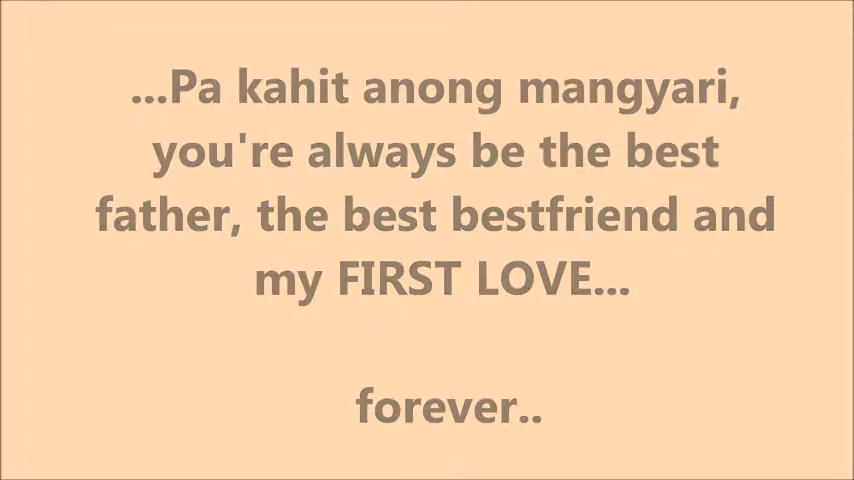 ...Pa kahit anong mangyari,
you're always be the best
father, the best bestfriend and
my FIRST LOVE...
forever..